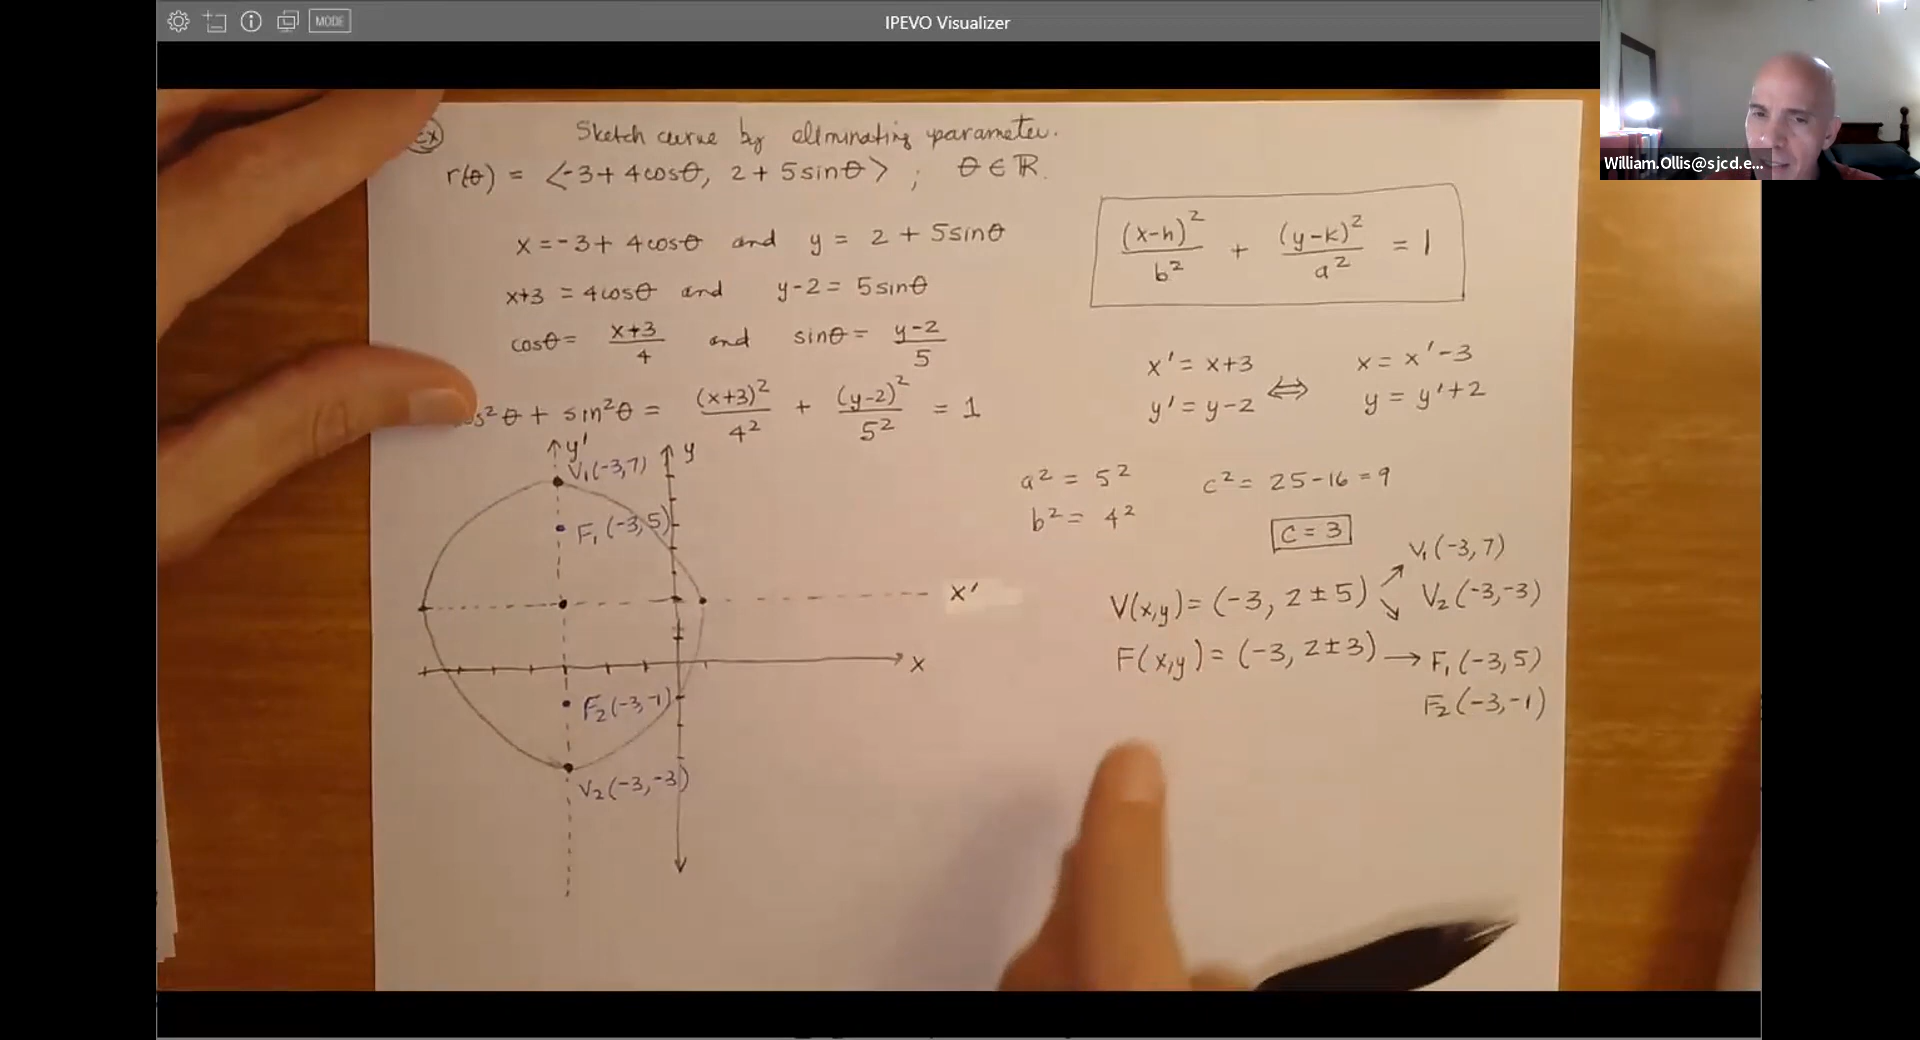 MODE
IPEVO Visualizer
William.Ollis@sjcd.e...
Ex
Sketch curve by eliminating parameter.
r(θ) = <-3+4cosθ, 2+5sinθ> ; θ∈ℝ.
x = -3+ 4cosθ and y = 2 + 5sinθ
x+3 = 4cosθ and y-2 = 5sinθ
cosθ = (x+3)/4 and sinθ = (y-2)/5
os²θ + sin²θ = (x+3)²/4² + (y-2)²/5² = 1
y'
y
V₁(-3,7)
F₁(-3,5)
x'
x
F₂(-3,-1)
V₂(-3,-3)
(x-h)²/b² + (y-k)²/a² = 1
x' = x+3 ⇔ x = x'-3
y' = y-2 y = y'+2
a² = 5² c² = 25-16 = 9
b² = 4² c = 3
V(x,y) = (-3, 2±5) V₁(-3,7)
V₂(-3,-3)
F(x,y) = (-3, 2±3) → F₁(-3,5)
F₂(-3,-1)